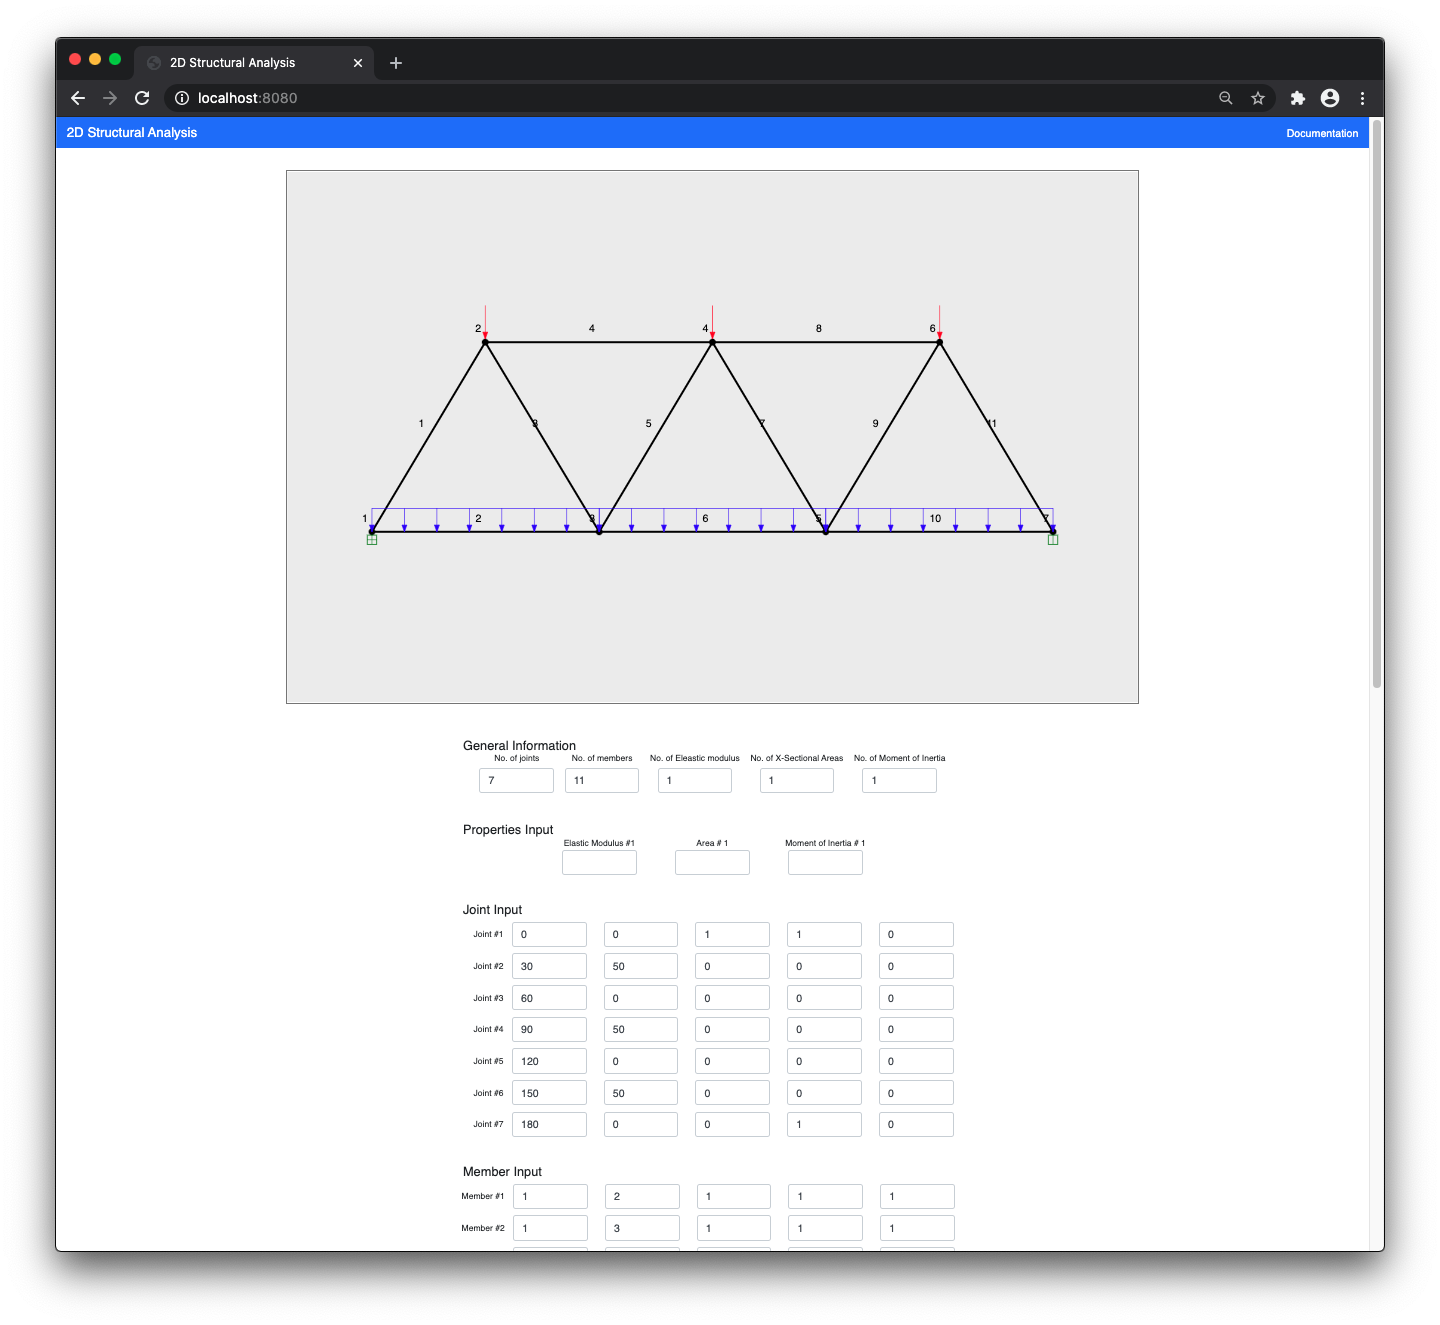 2D Structural Analysis
localhost:8080
2D Structural Analysis Documentation
2 4 4 8 6
1 3 5 7 9 11
1 2 3 6 5 10 7
General Information
No. of joints No. of members No. of Eleastic modulus No. of X-Sectional Areas No. of Moment of Inertia
7 11 1 1 1
Properties Input
Elastic Modulus #1 Area # 1 Moment of Inertia # 1
Joint Input
Joint #1 0 0 1 1 0
Joint #2 30 50 0 0 0
Joint #3 60 0 0 0 0
Joint #4 90 50 0 0 0
Joint #5 120 0 0 0 0
Joint #6 150 50 0 0 0
Joint #7 180 0 0 1 0
Member Input
Member #1 1 2 1 1 1
Member #2 1 3 1 1 1